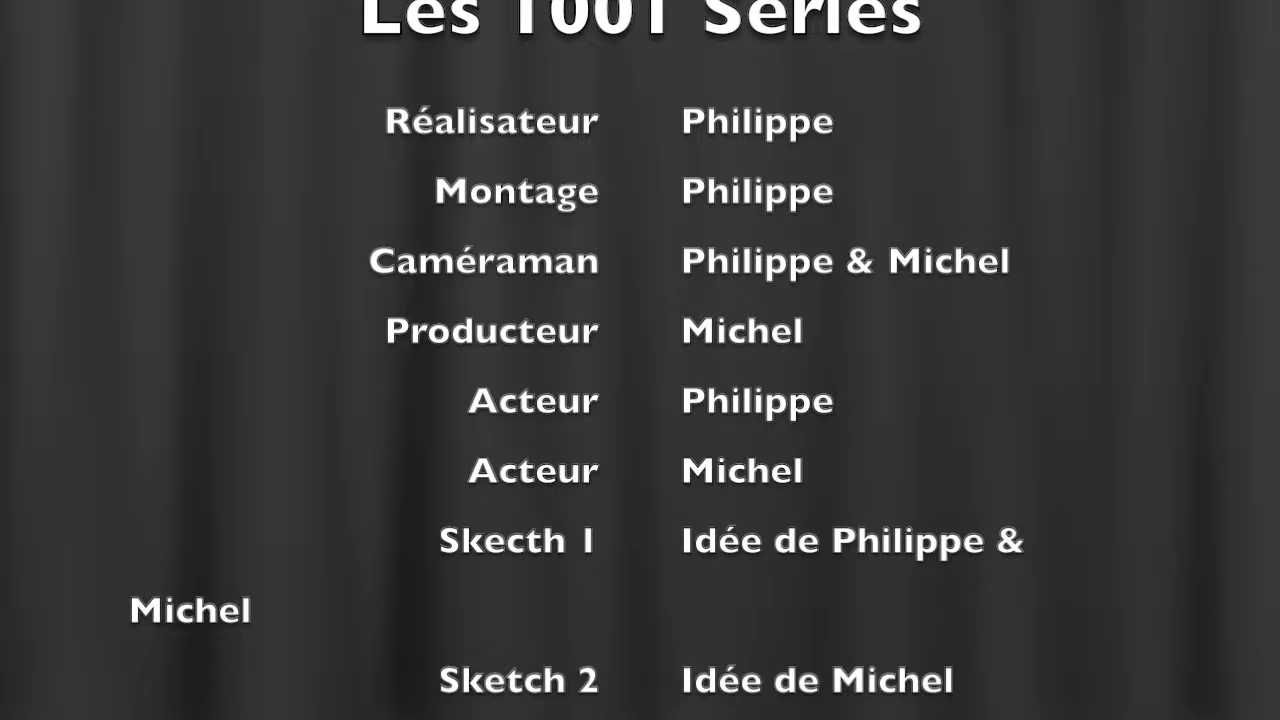 Les 1001 Séries
Réalisateur Philippe
Montage Philippe
Caméraman Philippe & Michel
Producteur Michel
Acteur Philippe
Acteur Michel
Skecth 1 Idée de Philippe &
Michel
Sketch 2 Idée de Michel